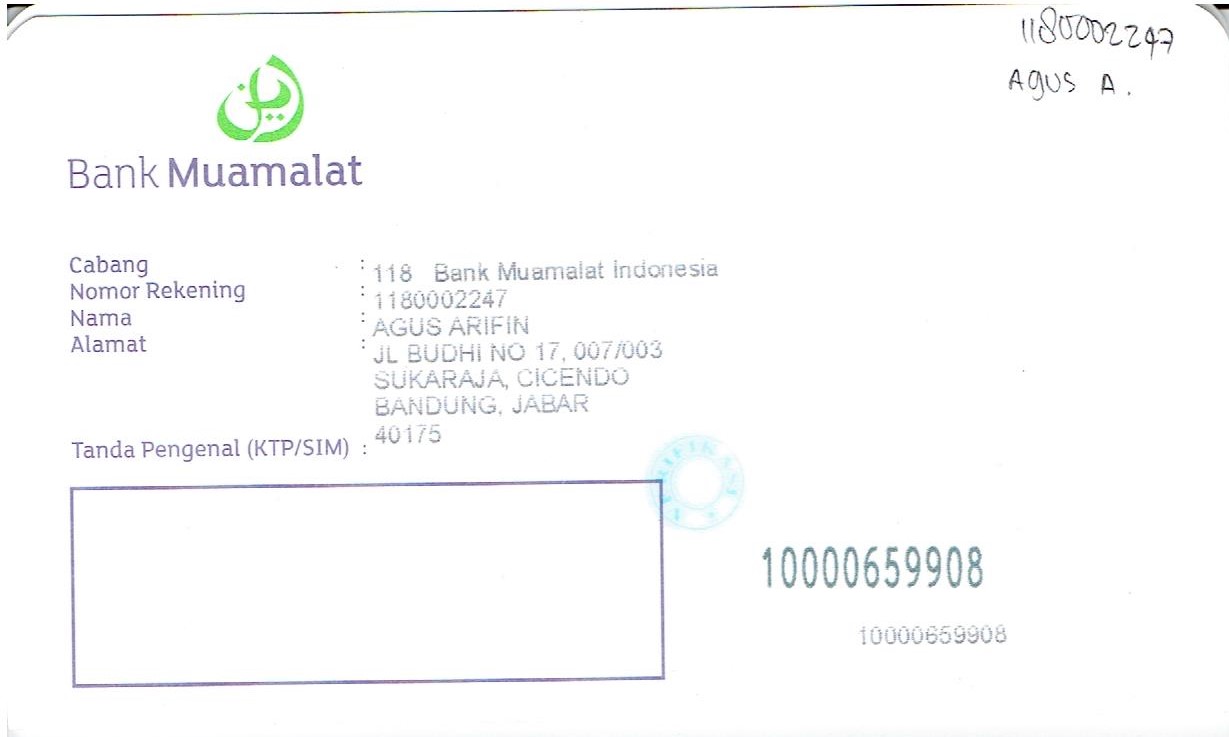 1180002247
AGUS A.
Bank Muamalat
Cabang : 118 Bank Muamalat Indonesia
Nomor Rekening : 1180002247
Nama : AGUS ARIFIN
Alamat : JL BUDHI NO 17, 007/003
SUKARAJA, CICENDO
BANDUNG, JABAR
40175
Tanda Pengenal (KTP/SIM) :
10000659908
10000659908